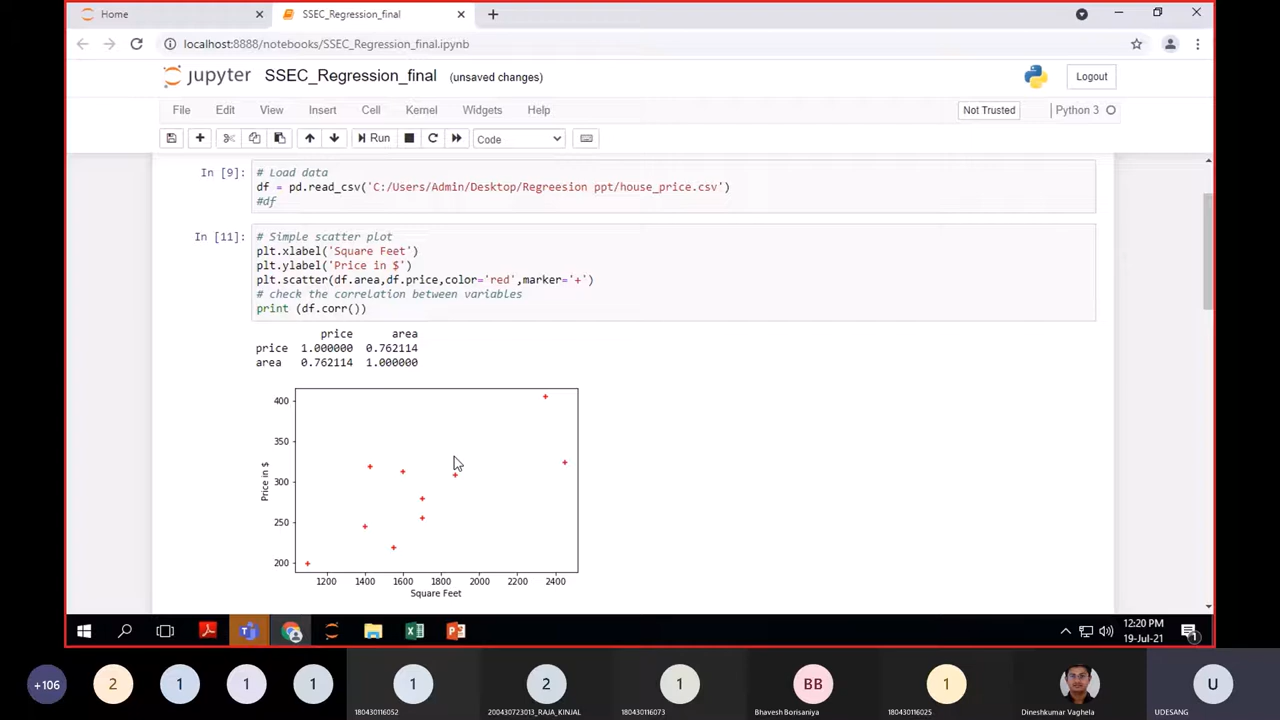 Home
SSEC_Regression_final
localhost:8888/notebooks/SSEC_Regression_final.ipynb
jupyter SSEC_Regression_final (unsaved changes)
Logout
File Edit View Insert Cell Kernel Widgets Help
Not Trusted
Python 3
Run
Code
In [9]:
# Load data
df = pd.read_csv('C:/Users/Admin/Desktop/Regreesion ppt/house_price.csv')
#df
In [11]:
# Simple scatter plot
plt.xlabel('Square Feet')
plt.ylabel('Price in $')
plt.scatter(df.area,df.price,color='red',marker='+')
# check the correlation between variables
print (df.corr())
price area
price 1.000000 0.762114
area 0.762114 1.000000
400
350
300
250
200
Price in $
1200 1400 1600 1800 2000 2200 2400
Square Feet
12:20 PM
19-Jul-21
1
+106
2
1
1
1
1
180430116052
2
200430723013_RAJA_KINJAL
1
180430116073
BB
Bhavesh Borisaniya
1
180430116025
Dineshkumar Vaghela
U
UDESANG